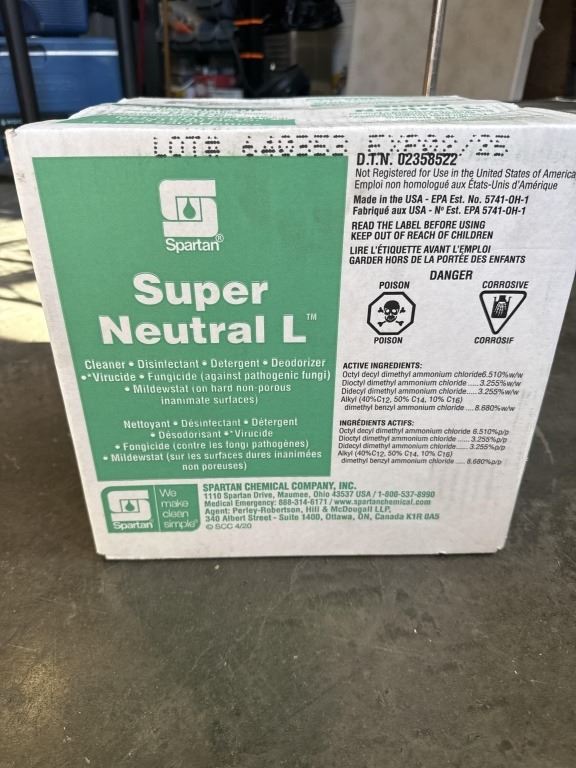 LOT# 640353
D.I.N. 02358522
Not Registered for Use in the United States of America
Emploi non homologué aux États-Unis d'Amérique
Made in the USA - EPA Est. No. 5741-OH-1
Fabriqué aux USA - Nº Est. EPA 5741-OH-1
READ THE LABEL BEFORE USING
KEEP OUT OF REACH OF CHILDREN
LIRE L'ÉTIQUETTE AVANT L'EMPLOI
GARDER HORS DE LA PORTÉE DES ENFANTS
DANGER
POISON CORROSIVE
POISON CORROSIF
Spartan®
Super
Neutral L™
Cleaner • Disinfectant • Detergent • Deodorizer
•*Virucide • Fungicide (against pathogenic fungi)
• Mildewstat (on hard non-porous
inanimate surfaces)
Nettoyant • Désinfectant • Détergent
• Désodorisant •*Virucide
• Fongicide (contre les fongi pathogènes)
• Mildewstat (sur les surfaces dures inanimées
non poreuses)
ACTIVE INGREDIENTS:
Octyl decyl dimethyl ammonium chloride6.510%w/w
Dioctyl dimethyl ammonium chloride .....3.255%w/w
Didecyl dimethyl ammonium chloride.....3.255%w/w
Alkyl (40%C12, 50% C14, 10% C16)
dimethyl benzyl ammonium chloride ....8.680%w/w
INGRÉDIENTS ACTIFS:
Octyl decyl dimethyl ammonium chloride 6.510%p/p
Dioctyl dimethyl ammonium chloride ...... 3.255%p/p
Didecyl dimethyl ammonium chloride...... 3.255%p/p
Alkyl (40%C12, 50% C14, 10% C16)
dimethyl benzyl ammonium chloride .... 8.680%p/p
Spartan®
We
make
clean
simple®
SPARTAN CHEMICAL COMPANY, INC.
1110 Spartan Drive, Maumee, Ohio 43537 USA / 1-800-537-8990
Medical Emergency: 888-314-6171 / www.spartanchemical.com
Agent: Perley-Robertson, Hill & McDougall LLP,
340 Albert Street - Suite 1400, Ottawa, ON, Canada K1R 0A5
© SCC 4/20